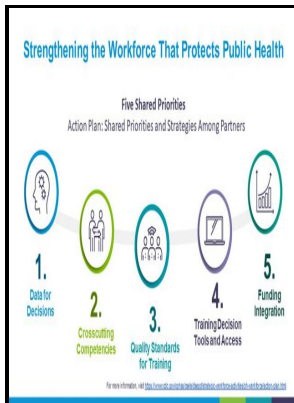 Strengthening the Workforce That Protects Public Health
Five Shared Priorities
Action Plan: Shared Priorities and Strategies Among Partners
1.
Data for
Decisions
2.
Crosscutting
Competencies
3.
Quality Standards
for Training
4.
Training Decision
Tools and Access
5.
Funding
Integration
For more information, visit